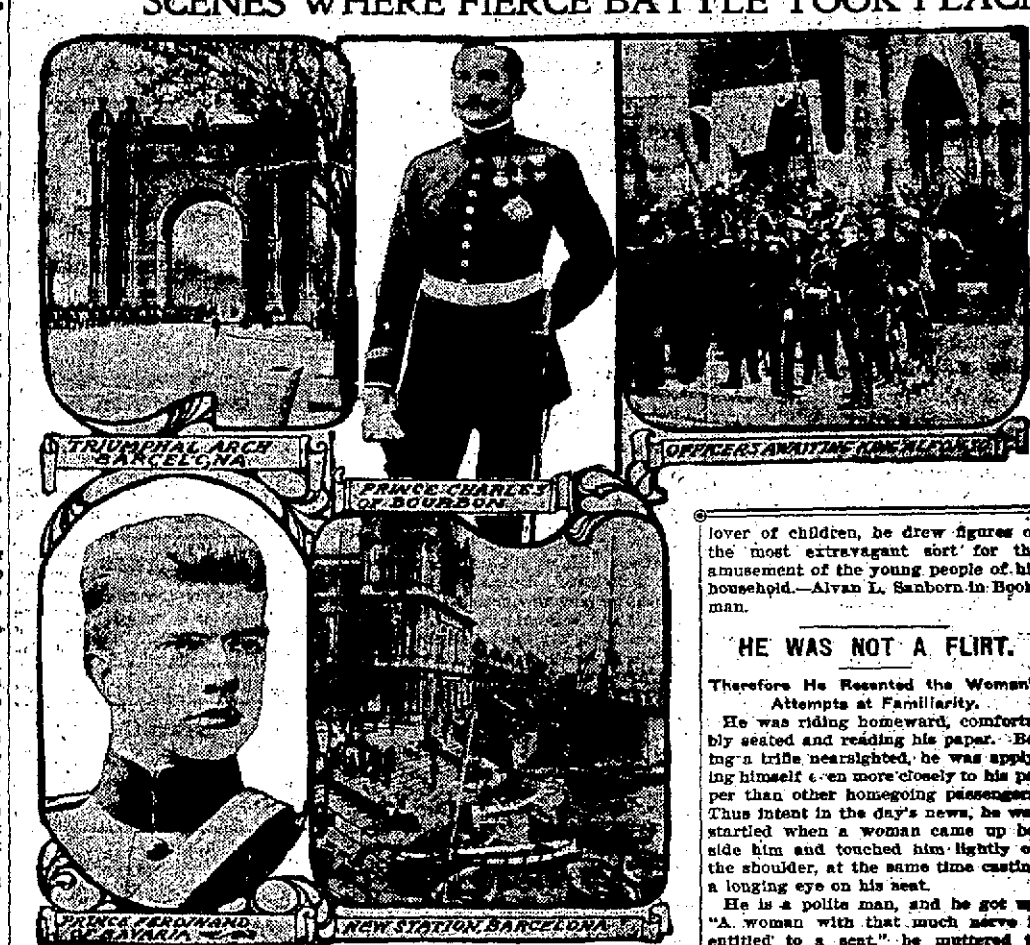 SCENES WHERE FIERCE BATTLE TOOK PLACE
TRIUMPHAL ARCH
BARCELONA
PRINCE CHARLES
OF BOURBON
OFFICERS AWAITING KING ALFONSO
PRINCE FERDINAND
OF BAVARIA
NEW STATION BARCELONA
lover of children, he drew figures o
the most extravagant sort for th
amusement of the young people of hi
household.—Alvan L. Sanborn in Book
man.
HE WAS NOT A FLIRT.
Therefore He Resented the Woman'
Attempts at Familiarity.
He was riding homeward, comforta
bly seated and reading his paper. Be
ing a trifle nearsighted, he was apply
ing himself even more closely to his pa
per than other homegoing passengers
Thus intent in the day's news, he wa
startled when a woman came up be
side him and touched him lightly o
the shoulder, at the same time castin
a longing eye on his seat.
He is a polite man, and he got up
"A woman with that much nerve
entitled to a seat," he muttered